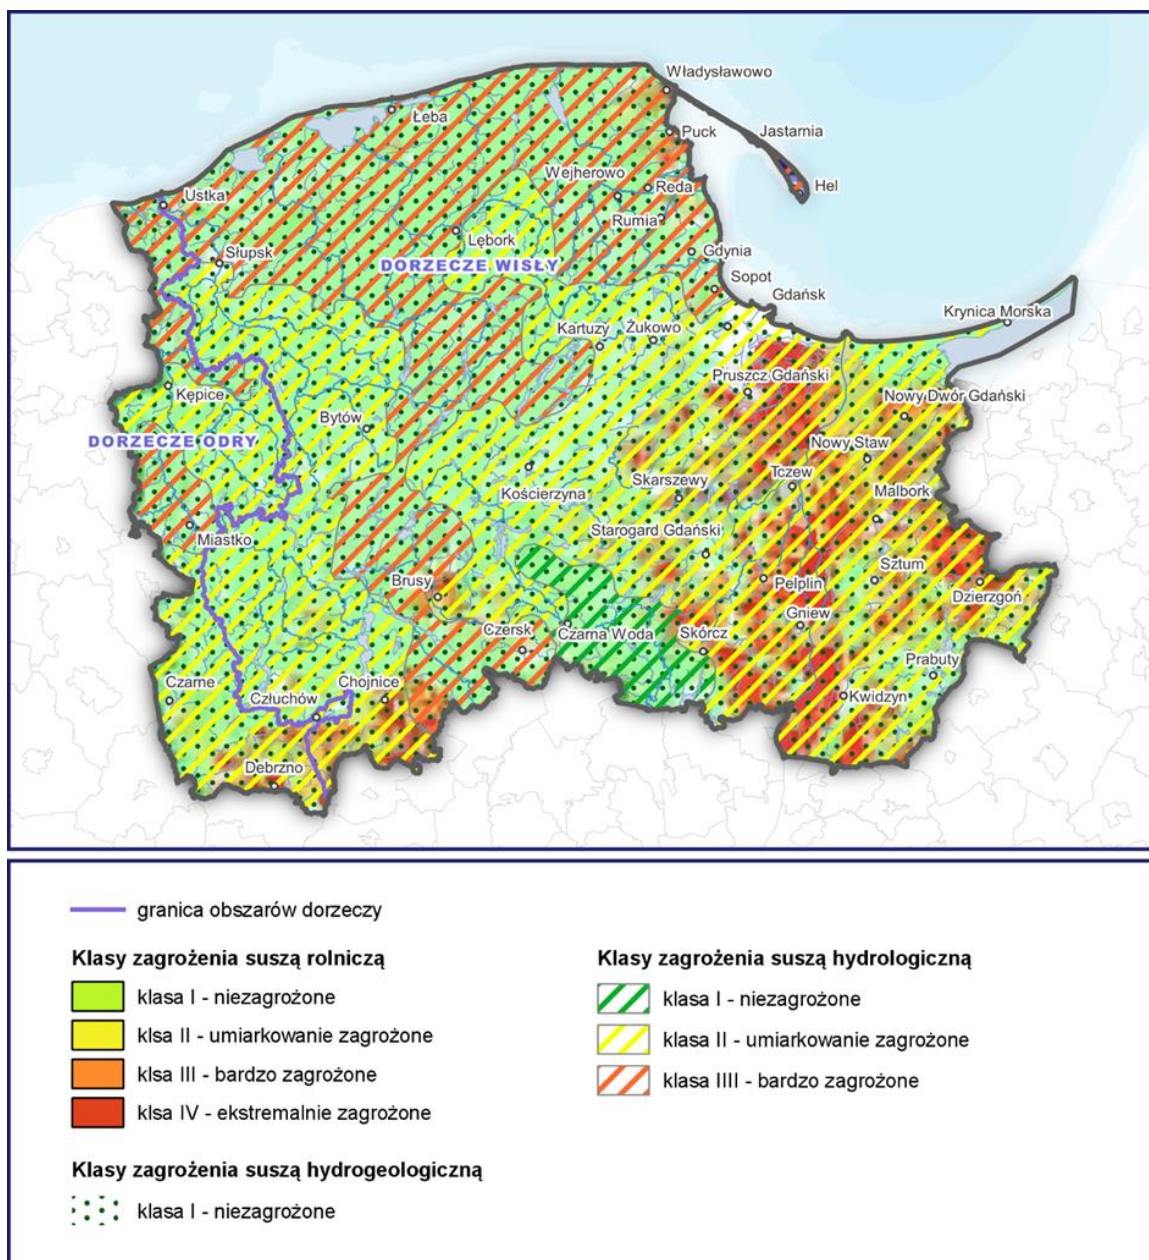 Władysławowo
Łeba
Puck
Jastarnia
Wejherowo
Reda
Hel
Ustka
Rumia
Lębork
Słupsk
Gdynia
DORZECZE WISŁY
Sopot
Gdańsk
Krynica Morska
Kartuzy
Żukowo
Pruszcz Gdański
Kępice
Nowy Dwór Gdański
Bytów
DORZECZE ODRY
Nowy Staw
Tczew
Skarszewy
Kościerzyna
Malbork
Starogard Gdański
Miastko
Sztum
Brusy
Pelplin
Dzierzgoń
Gniew
Czersk
Czarna Woda
Skórcz
Prabuty
Czarne
Chojnice
Człuchów
Kwidzyn
Debrzno
granica obszarów dorzeczy
Klasy zagrożenia suszą rolniczą
klasa I - niezagrożone
klsa II - umiarkowanie zagrożone
klsa III - bardzo zagrożone
klsa IV - ekstremalnie zagrożone
Klasy zagrożenia suszą hydrogeologiczną
klasa I - niezagrożone
Klasy zagrożenia suszą hydrologiczną
klasa I - niezagrożone
klasa II - umiarkowanie zagrożone
klasa IIII - bardzo zagrożone